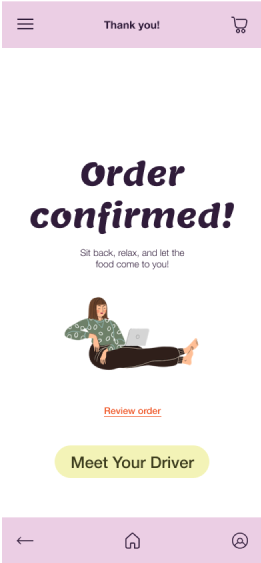 Thank you!
Order
confirmed!
Sit back, relax, and let the
food come to you!
Review order
Meet Your Driver